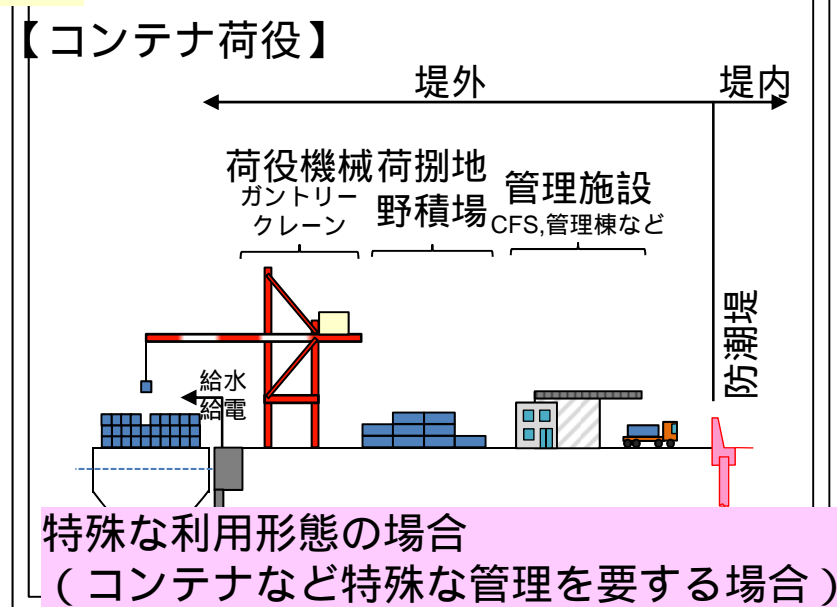 【コンテナ荷役】
堤外
堤内
荷役機械
ガントリー
クレーン
荷捌地
野積場
管理施設
CFS,管理棟など
防潮堤
給水
給電
特殊な利用形態の場合
(コンテナなど特殊な管理を要する場合)